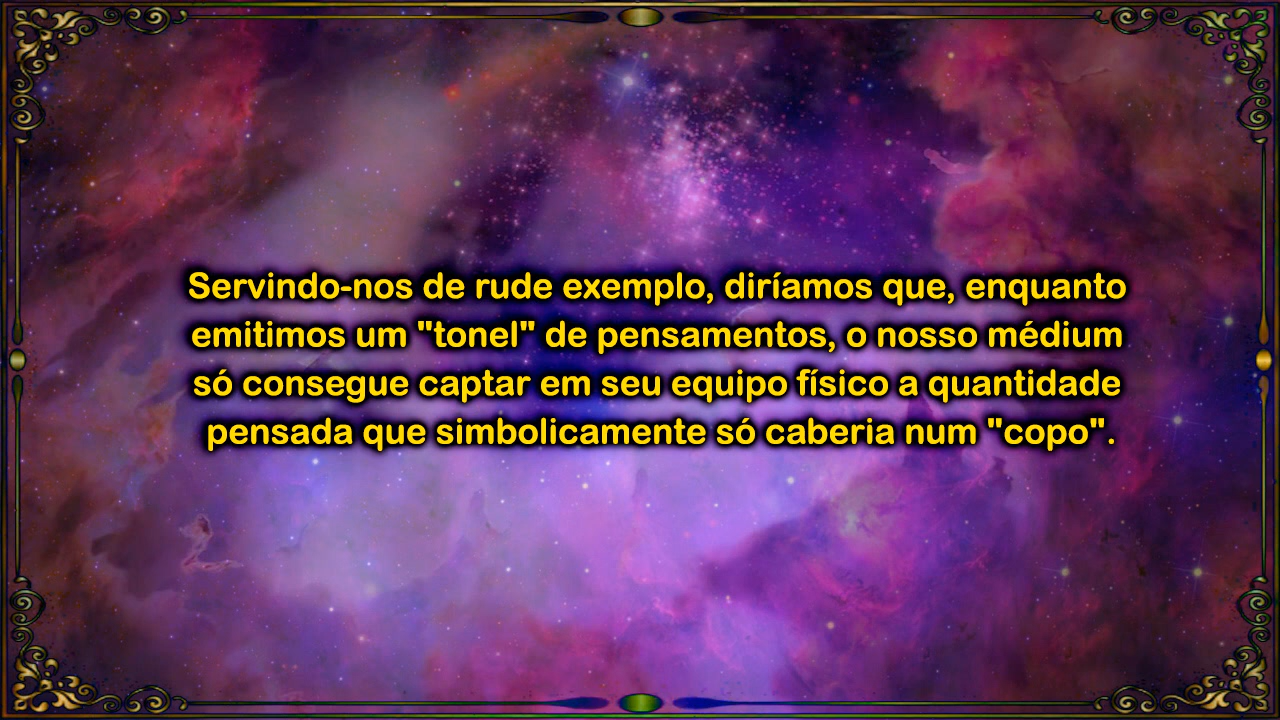 Servindo-nos de rude exemplo, diríamos que, enquanto
emitimos um "tonel" de pensamentos, o nosso médium
só consegue captar em seu equipo físico a quantidade
pensada que simbolicamente só caberia num "copo".